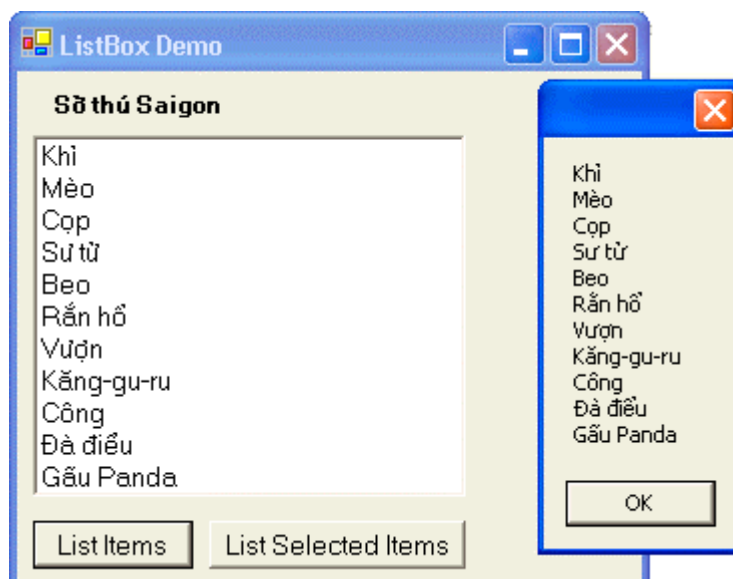 ListBox Demo
Sở thú Saigon
Khỉ
Mèo
Cọp
Sư tử
Beo
Rắn hổ
Vượn
Kăng-gu-ru
Công
Đà điểu
Gấu Panda
List Items
List Selected Items
Khỉ
Mèo
Cọp
Sư tử
Beo
Rắn hổ
Vượn
Kăng-gu-ru
Công
Đà điểu
Gấu Panda
OK